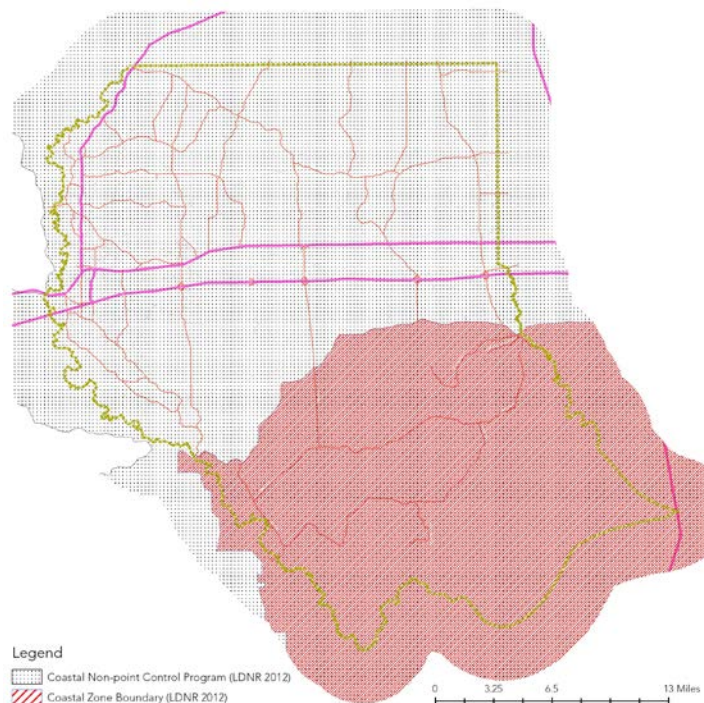 Legend
Coastal Non-point Control Program (LDNR 2012)
Coastal Zone Boundary (LDNR 2012)
0 3.25 6.5 13 Miles